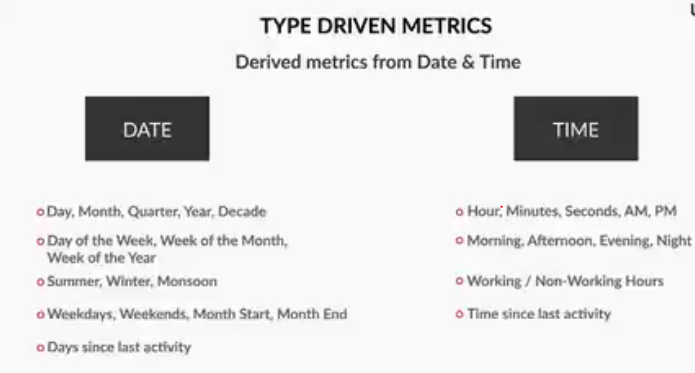 TYPE DRIVEN METRICS
Derived metrics from Date & Time
DATE
Day, Month, Quarter, Year, Decade
Day of the Week, Week of the Month,
Week of the Year
Summer, Winter, Monsoon
Weekdays, Weekends, Month Start, Month End
Days since last activity
TIME
Hour, Minutes, Seconds, AM, PM
Morning, Afternoon, Evening, Night
Working / Non-Working Hours
Time since last activity